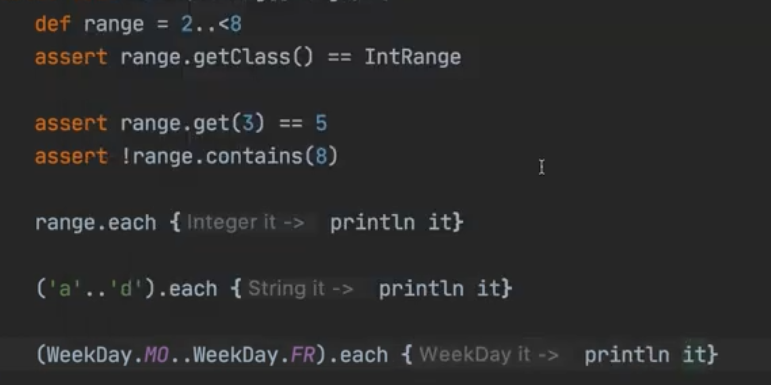 def range = 2..<8
assert range.getClass() == IntRange
assert range.get(3) == 5
assert !range.contains(8)
range.each { Integer it -> println it}
('a'..'d').each { String it -> println it}
(WeekDay.MO..WeekDay.FR).each { WeekDay it -> println it}